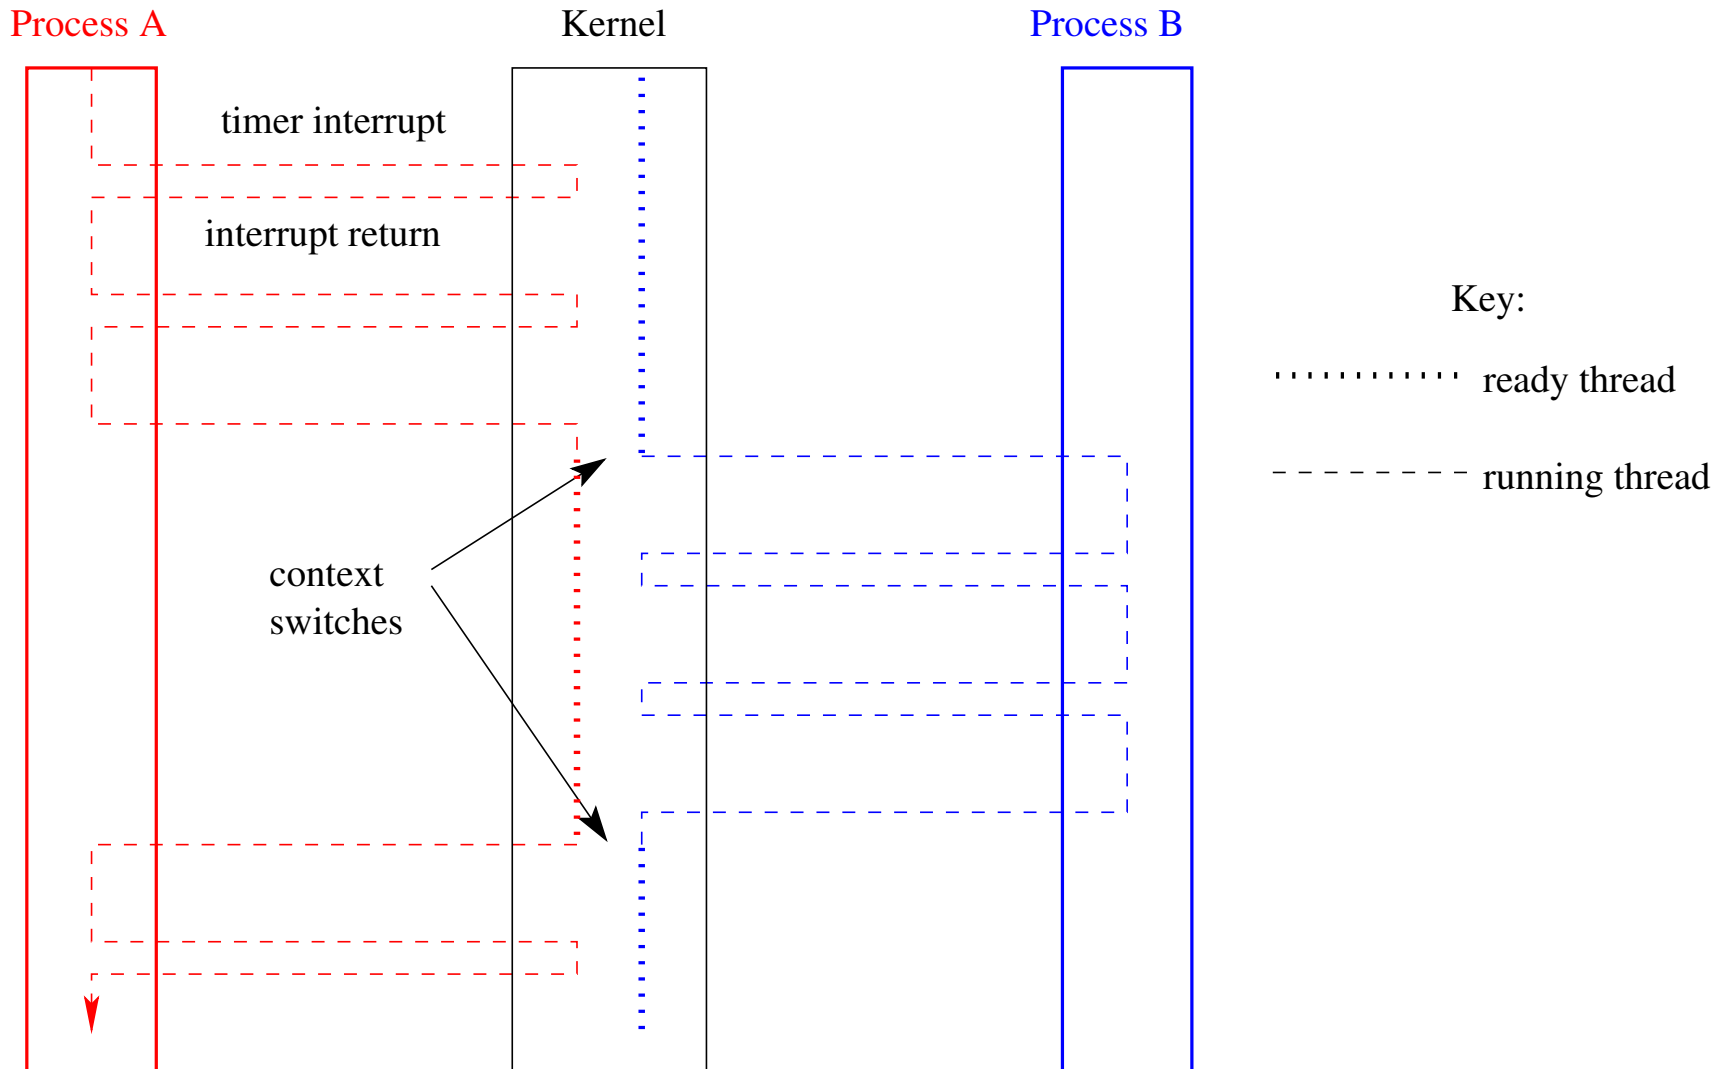 Process A
Kernel
Process B
timer interrupt
interrupt return
Key:
ready thread
running thread
context
switches